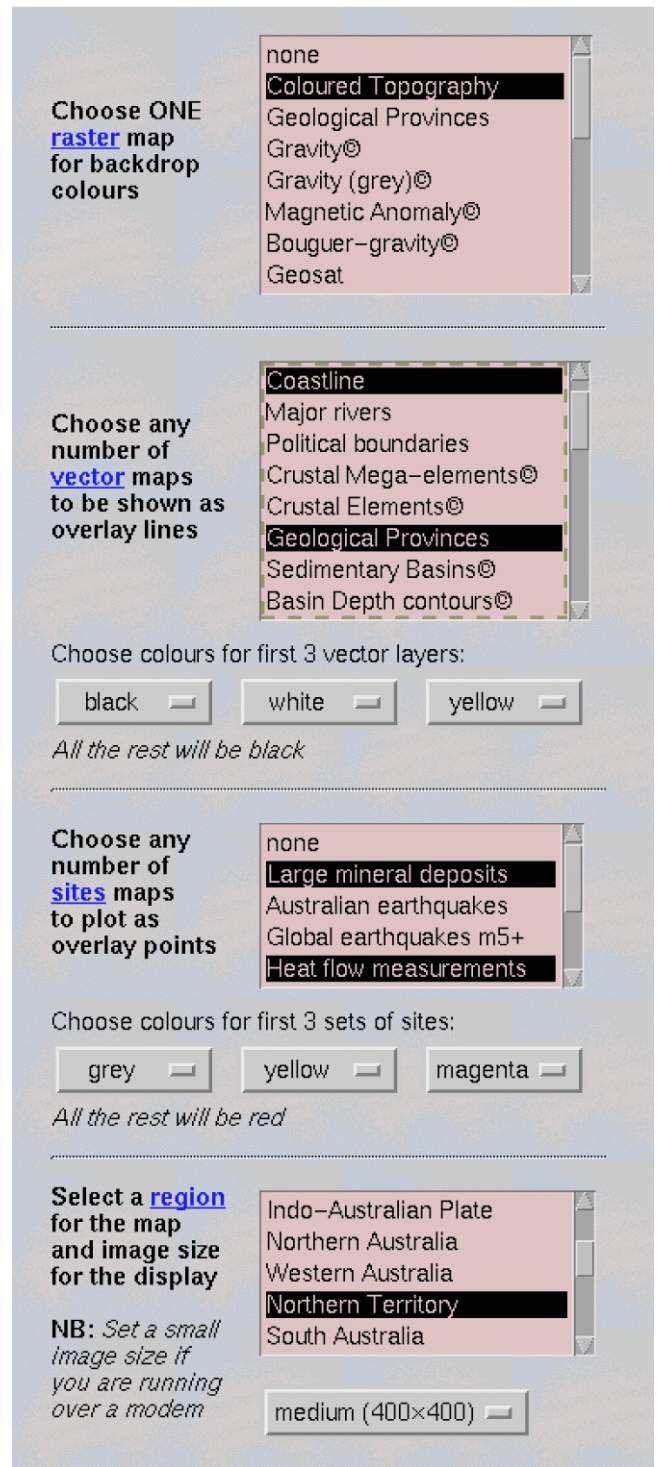 Choose ONE
raster map
for backdrop
colours
none
Coloured Topography
Geological Provinces
Gravity©
Gravity (grey)©
Magnetic Anomaly©
Bouguer-gravity©
Geosat
Choose any
number of
vector maps
to be shown as
overlay lines
Coastline
Major rivers
Political boundaries
Crustal Mega-elements©
Crustal Elements©
Geological Provinces
Sedimentary Basins©
Basin Depth contours©
Choose colours for first 3 vector layers:
black white yellow
All the rest will be black
Choose any
number of
sites maps
to plot as
overlay points
none
Large mineral deposits
Australian earthquakes
Global earthquakes m5+
Heat flow measurements
Choose colours for first 3 sets of sites:
grey yellow magenta
All the rest will be red
Select a region
for the map
and image size
for the display
NB: Set a small
image size if
you are running
over a modem
Indo-Australian Plate
Northern Australia
Western Australia
Northern Territory
South Australia
medium (400×400)